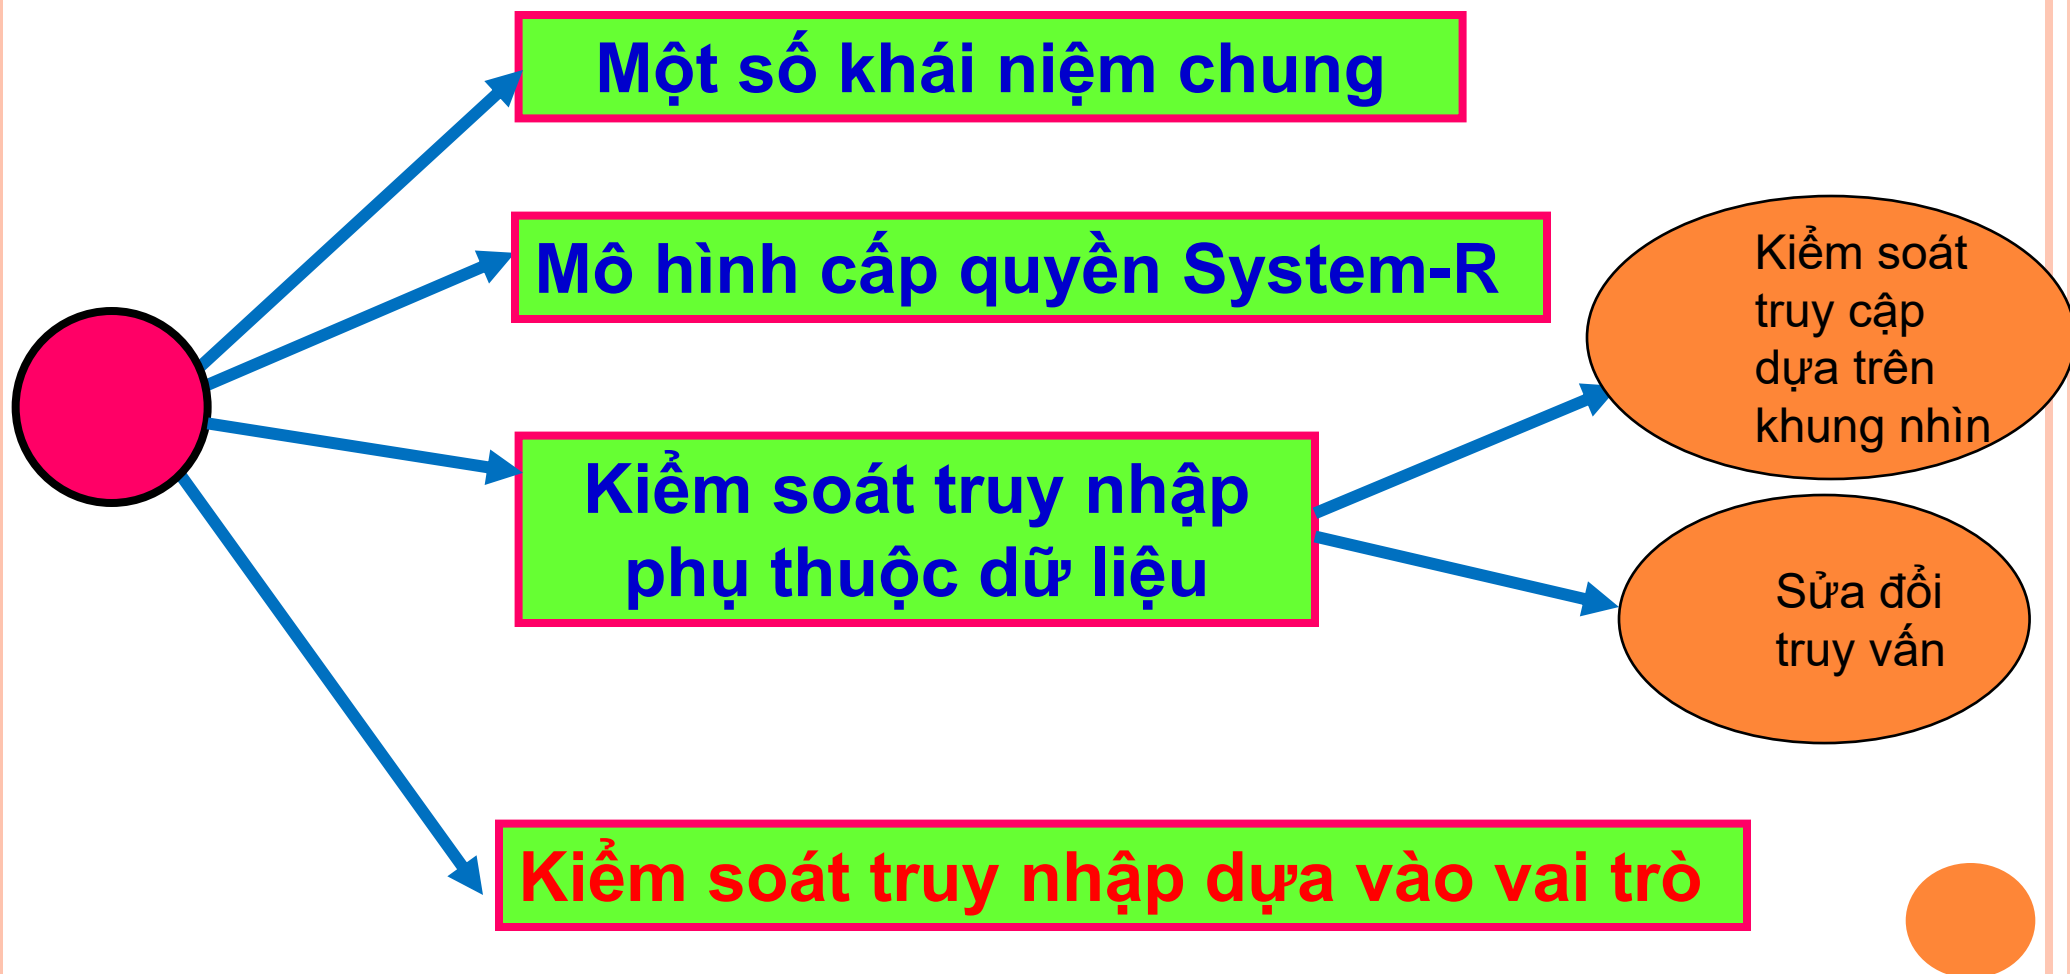 Một số khái niệm chung
Mô hình cấp quyền System-R
Kiểm soát
truy cập
dựa trên
khung nhìn
Kiểm soát truy nhập
phụ thuộc dữ liệu
Sửa đổi
truy vấn
Kiểm soát truy nhập dựa vào vai trò